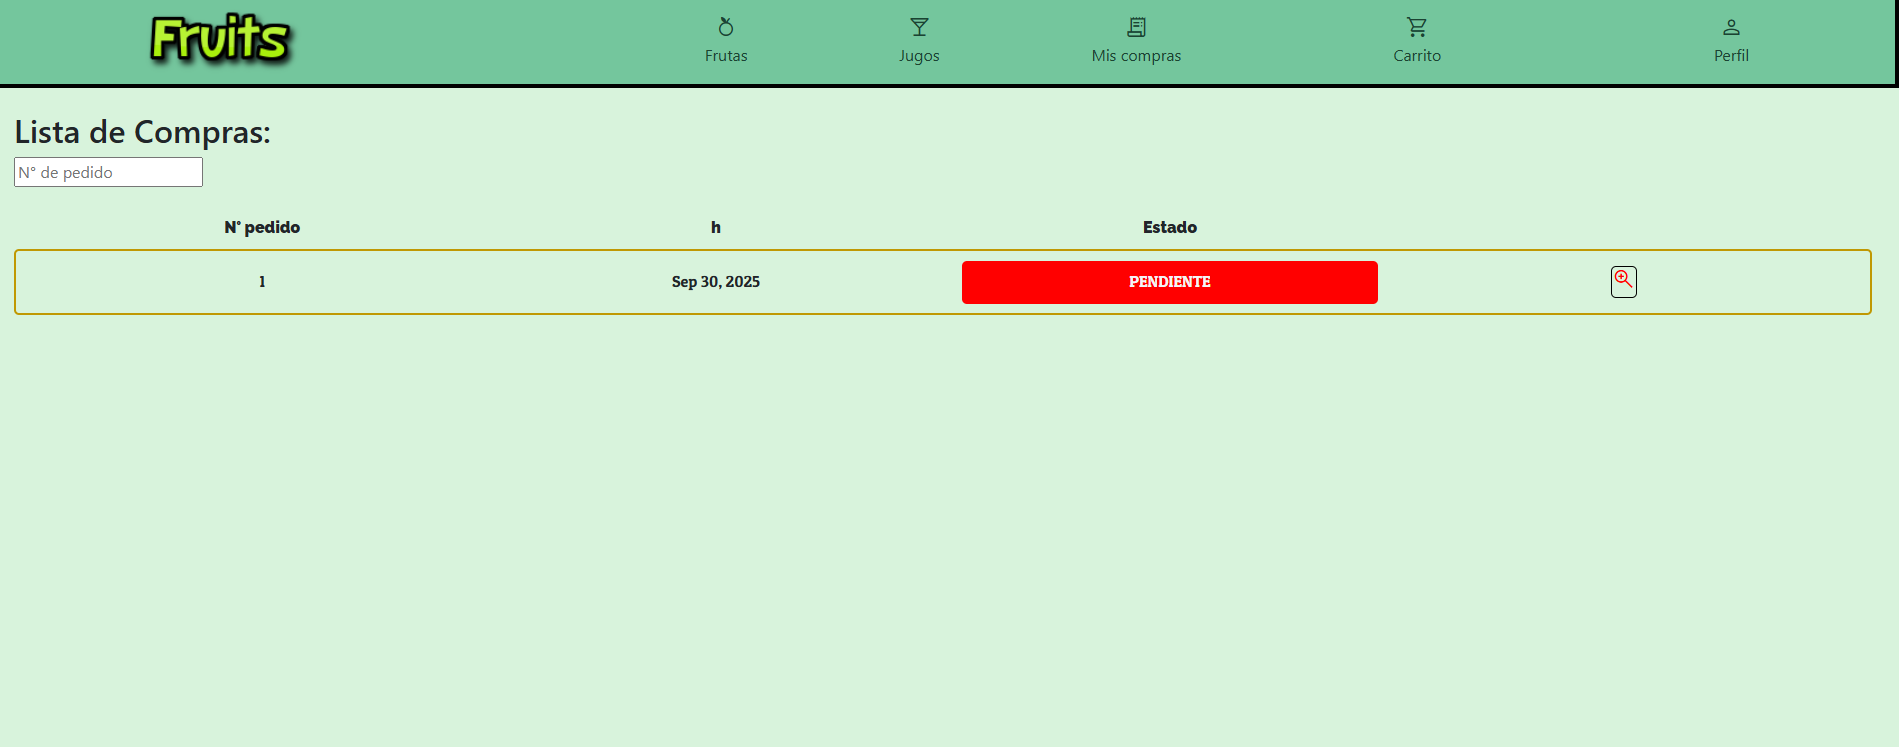 Fruits
Frutas Jugos Mis compras Carrito Perfil
Lista de Compras:
N° de pedido
N° pedido h Estado
1 Sep 30, 2025 PENDIENTE